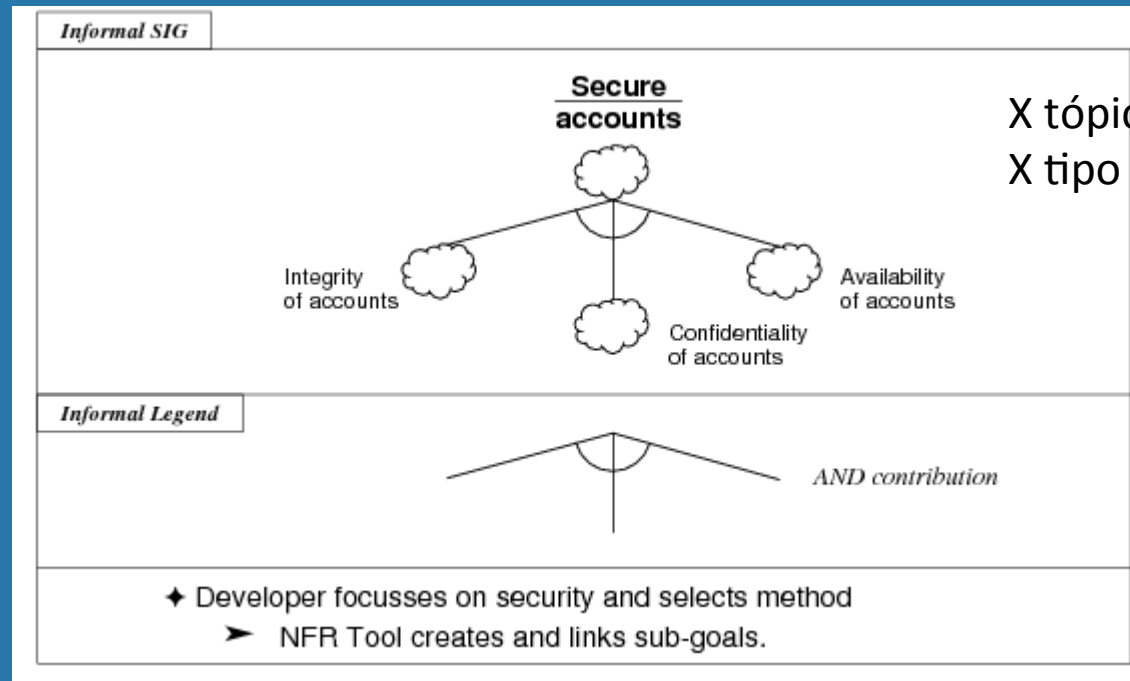 Informal SIG
Secure
accounts
X tipo
Integrity
of accounts
Availability
of accounts
Confidentiality
of accounts
Informal Legend
AND contribution
✦ Developer focusses on security and selects method
➤ NFR Tool creates and links sub-goals.